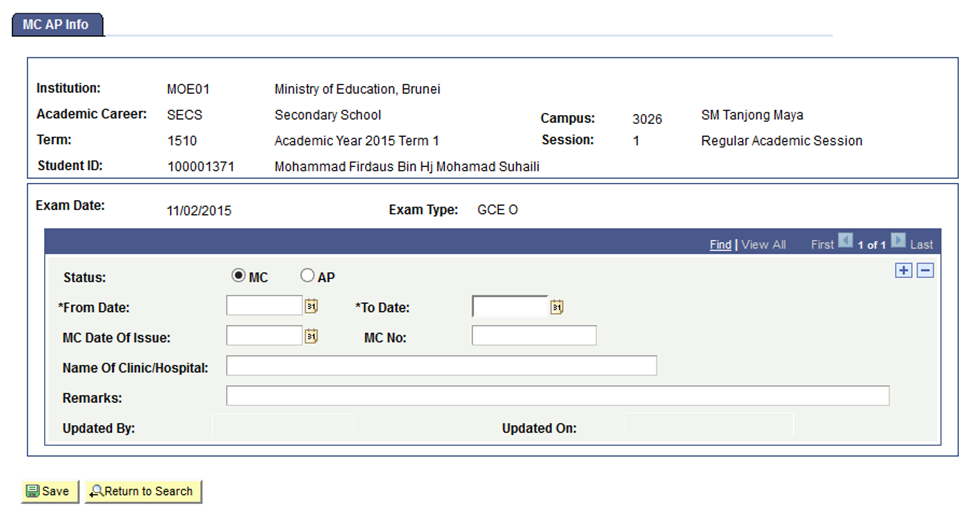 MC AP Info
Institution: MOE01 Ministry of Education, Brunei
Academic Career: SECS Secondary School Campus: 3026 SM Tanjong Maya
Term: 1510 Academic Year 2015 Term 1 Session: 1 Regular Academic Session
Student ID: 100001371 Mohammad Firdaus Bin Hj Mohamad Suhaili
Exam Date: 11/02/2015 Exam Type: GCE O
Find | View All First 1 of 1 Last
Status: MC AP
*From Date: 31 *To Date: 31
MC Date Of Issue: 31 MC No:
Name Of Clinic/Hospital:
Remarks:
Updated By: Updated On:
Save Return to Search